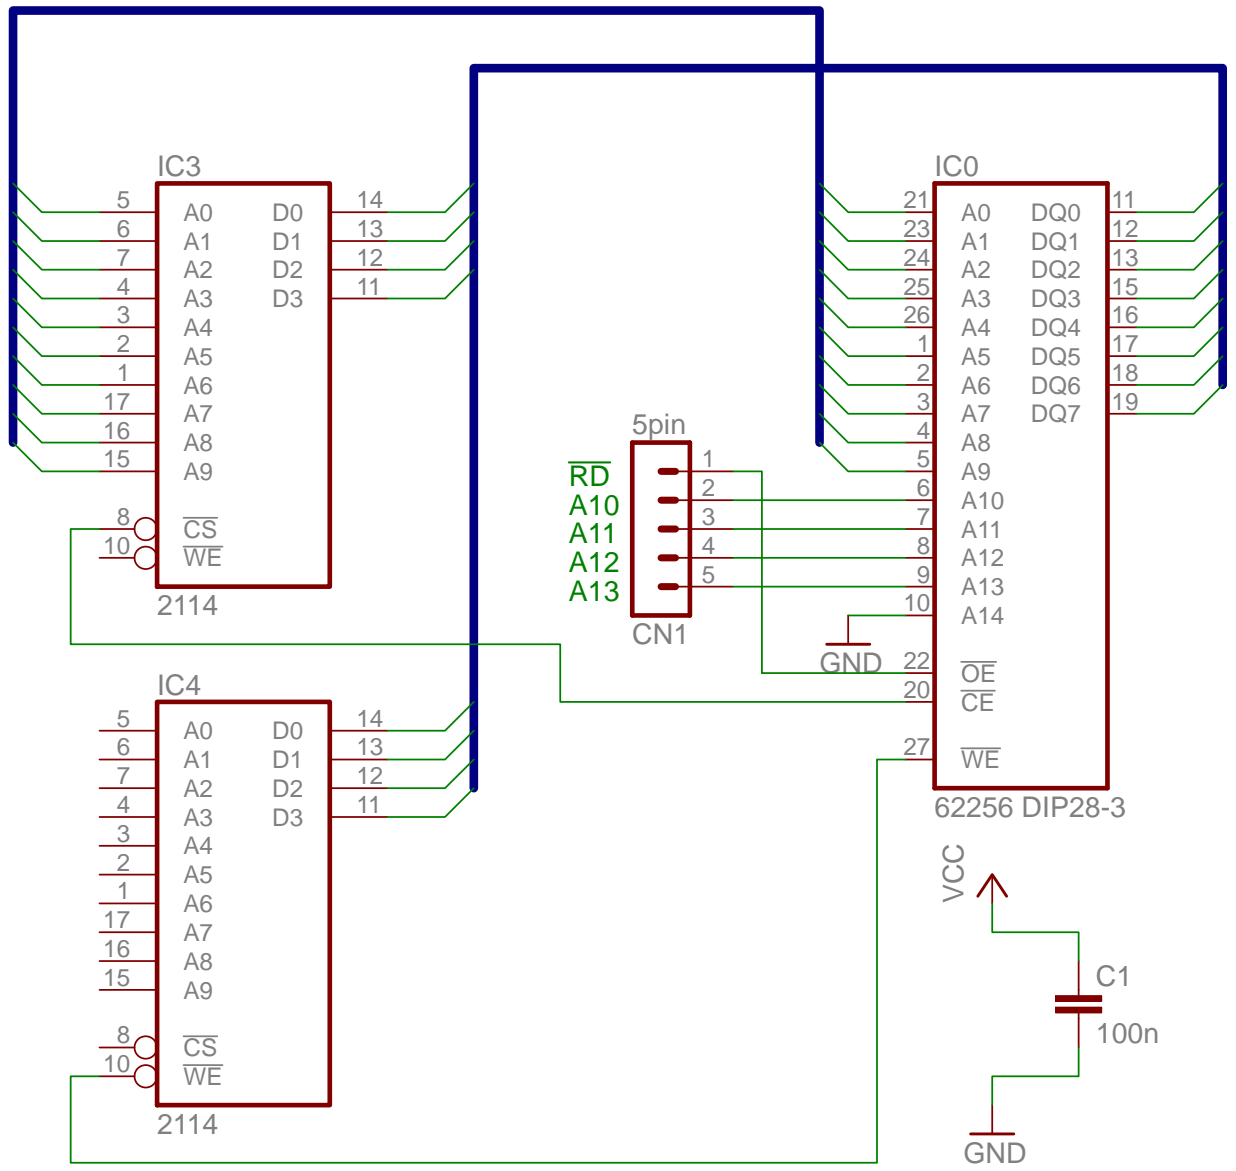 IC3
5 A0 D0 14
6 A1 D1 13
7 A2 D2 12
4 A3 D3 11
3 A4
2 A5
1 A6
17 A7
16 A8
15 A9
8 CS
10 WE
2114
IC4
5 A0 D0 14
6 A1 D1 13
7 A2 D2 12
4 A3 D3 11
3 A4
2 A5
1 A6
17 A7
16 A8
15 A9
8 CS
10 WE
2114
5pin
RD 1
A10 2
A11 3
A12 4
A13 5
CN1
IC0
21 A0 DQ0 11
23 A1 DQ1 12
24 A2 DQ2 13
25 A3 DQ3 15
26 A4 DQ4 16
1 A5 DQ5 17
2 A6 DQ6 18
3 A7 DQ7 19
4 A8
5 A9
6 A10
7 A11
8 A12
9 A13
10 A14
GND
22 OE
20 CE
27 WE
62256 DIP28-3
VCC
C1
100n
GND